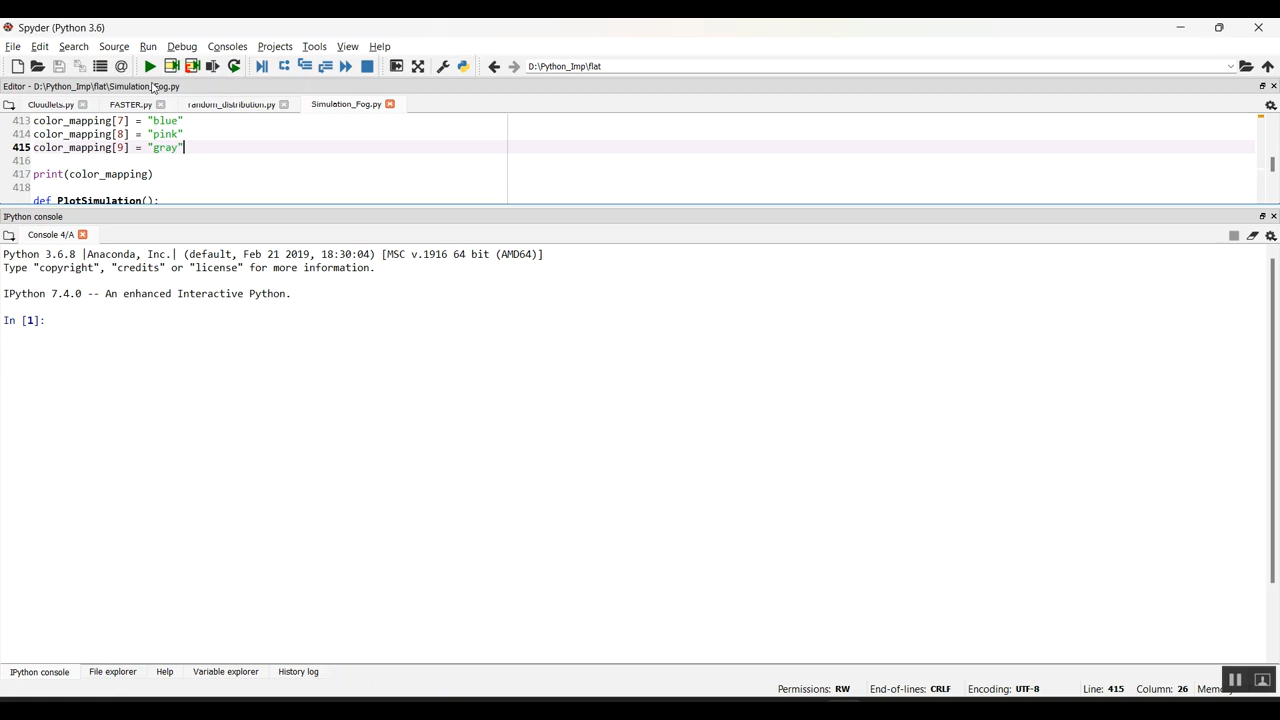 Spyder (Python 3.6)
File Edit Search Source Run Debug Consoles Projects Tools View Help
D:\Python_Imp\flat
Editor - D:\Python_Imp\flat\Simulation_Fog.py
Cloudlets.py FASTER.py random_distribution.py Simulation_Fog.py
413 color_mapping[7] = "blue"
414 color_mapping[8] = "pink"
415 color_mapping[9] = "gray"
416
417 print(color_mapping)
418
def PlotSimulation():
IPython console
Console 4/A
Python 3.6.8 |Anaconda, Inc.| (default, Feb 21 2019, 18:30:04) [MSC v.1916 64 bit (AMD64)]
Type "copyright", "credits" or "license" for more information.
IPython 7.4.0 -- An enhanced Interactive Python.
In [1]:
IPython console File explorer Help Variable explorer History log
Permissions: RW End-of-lines: CRLF Encoding: UTF-8 Line: 415 Column: 26